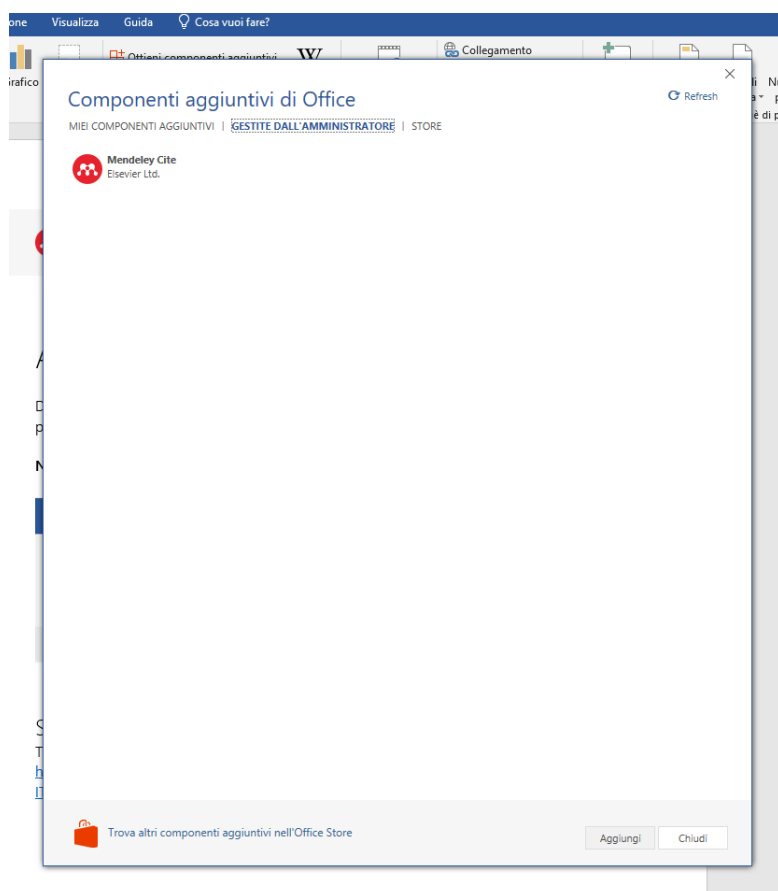 one Visualizza Guida Cosa vuoi fare?
Ottieni componenti aggiuntivi W Collegamento
Grafico
Componenti aggiuntivi di Office
Refresh
MIEI COMPONENTI AGGIUNTIVI | GESTITE DALL'AMMINISTRATORE | STORE
Mendeley Cite
Elsevier Ltd.
Trova altri componenti aggiuntivi nell'Office Store
Aggiungi Chiudi